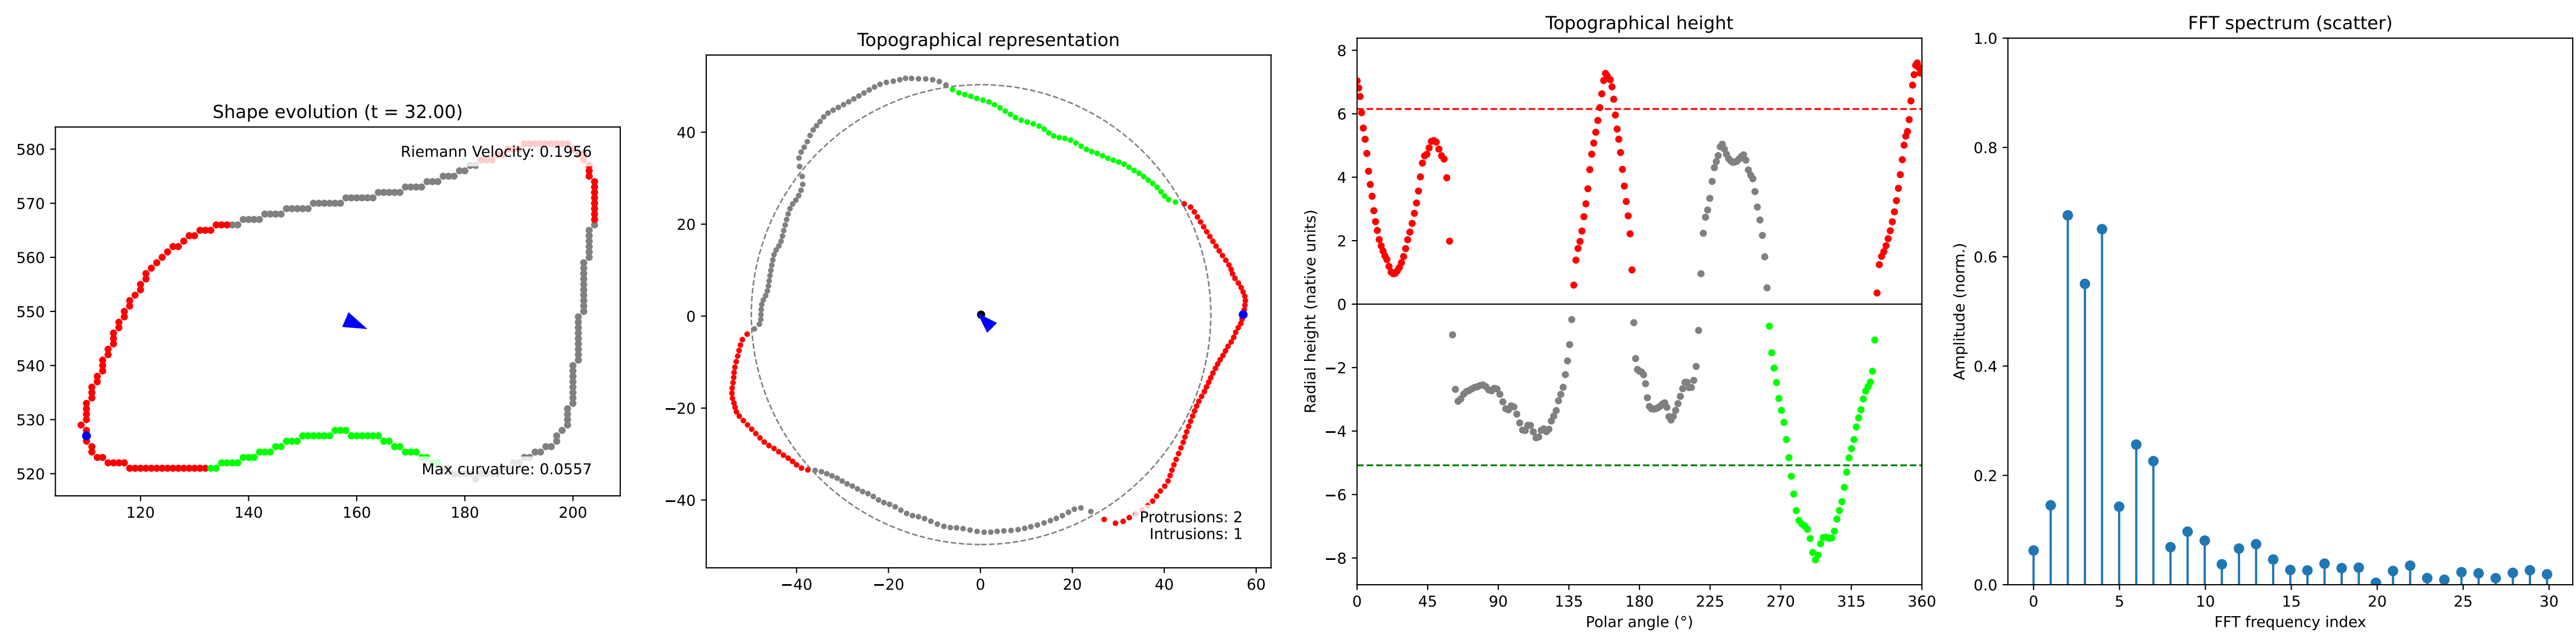 Shape evolution (t = 32.00)
Riemann Velocity: 0.1956
Max curvature: 0.0557
580
570
560
550
540
530
520
120 140 160 180 200
Topographical representation
40
20
0
−20
−40
−40 −20 0 20 40 60
Protrusions: 2
Intrusions: 1
Topographical height
Radial height (native units)
8
6
4
2
0
−2
−4
−6
−8
0 45 90 135 180 225 270 315 360
Polar angle (°)
FFT spectrum (scatter)
Amplitude (norm.)
1.0
0.8
0.6
0.4
0.2
0.0
0 5 10 15 20 25 30
FFT frequency index